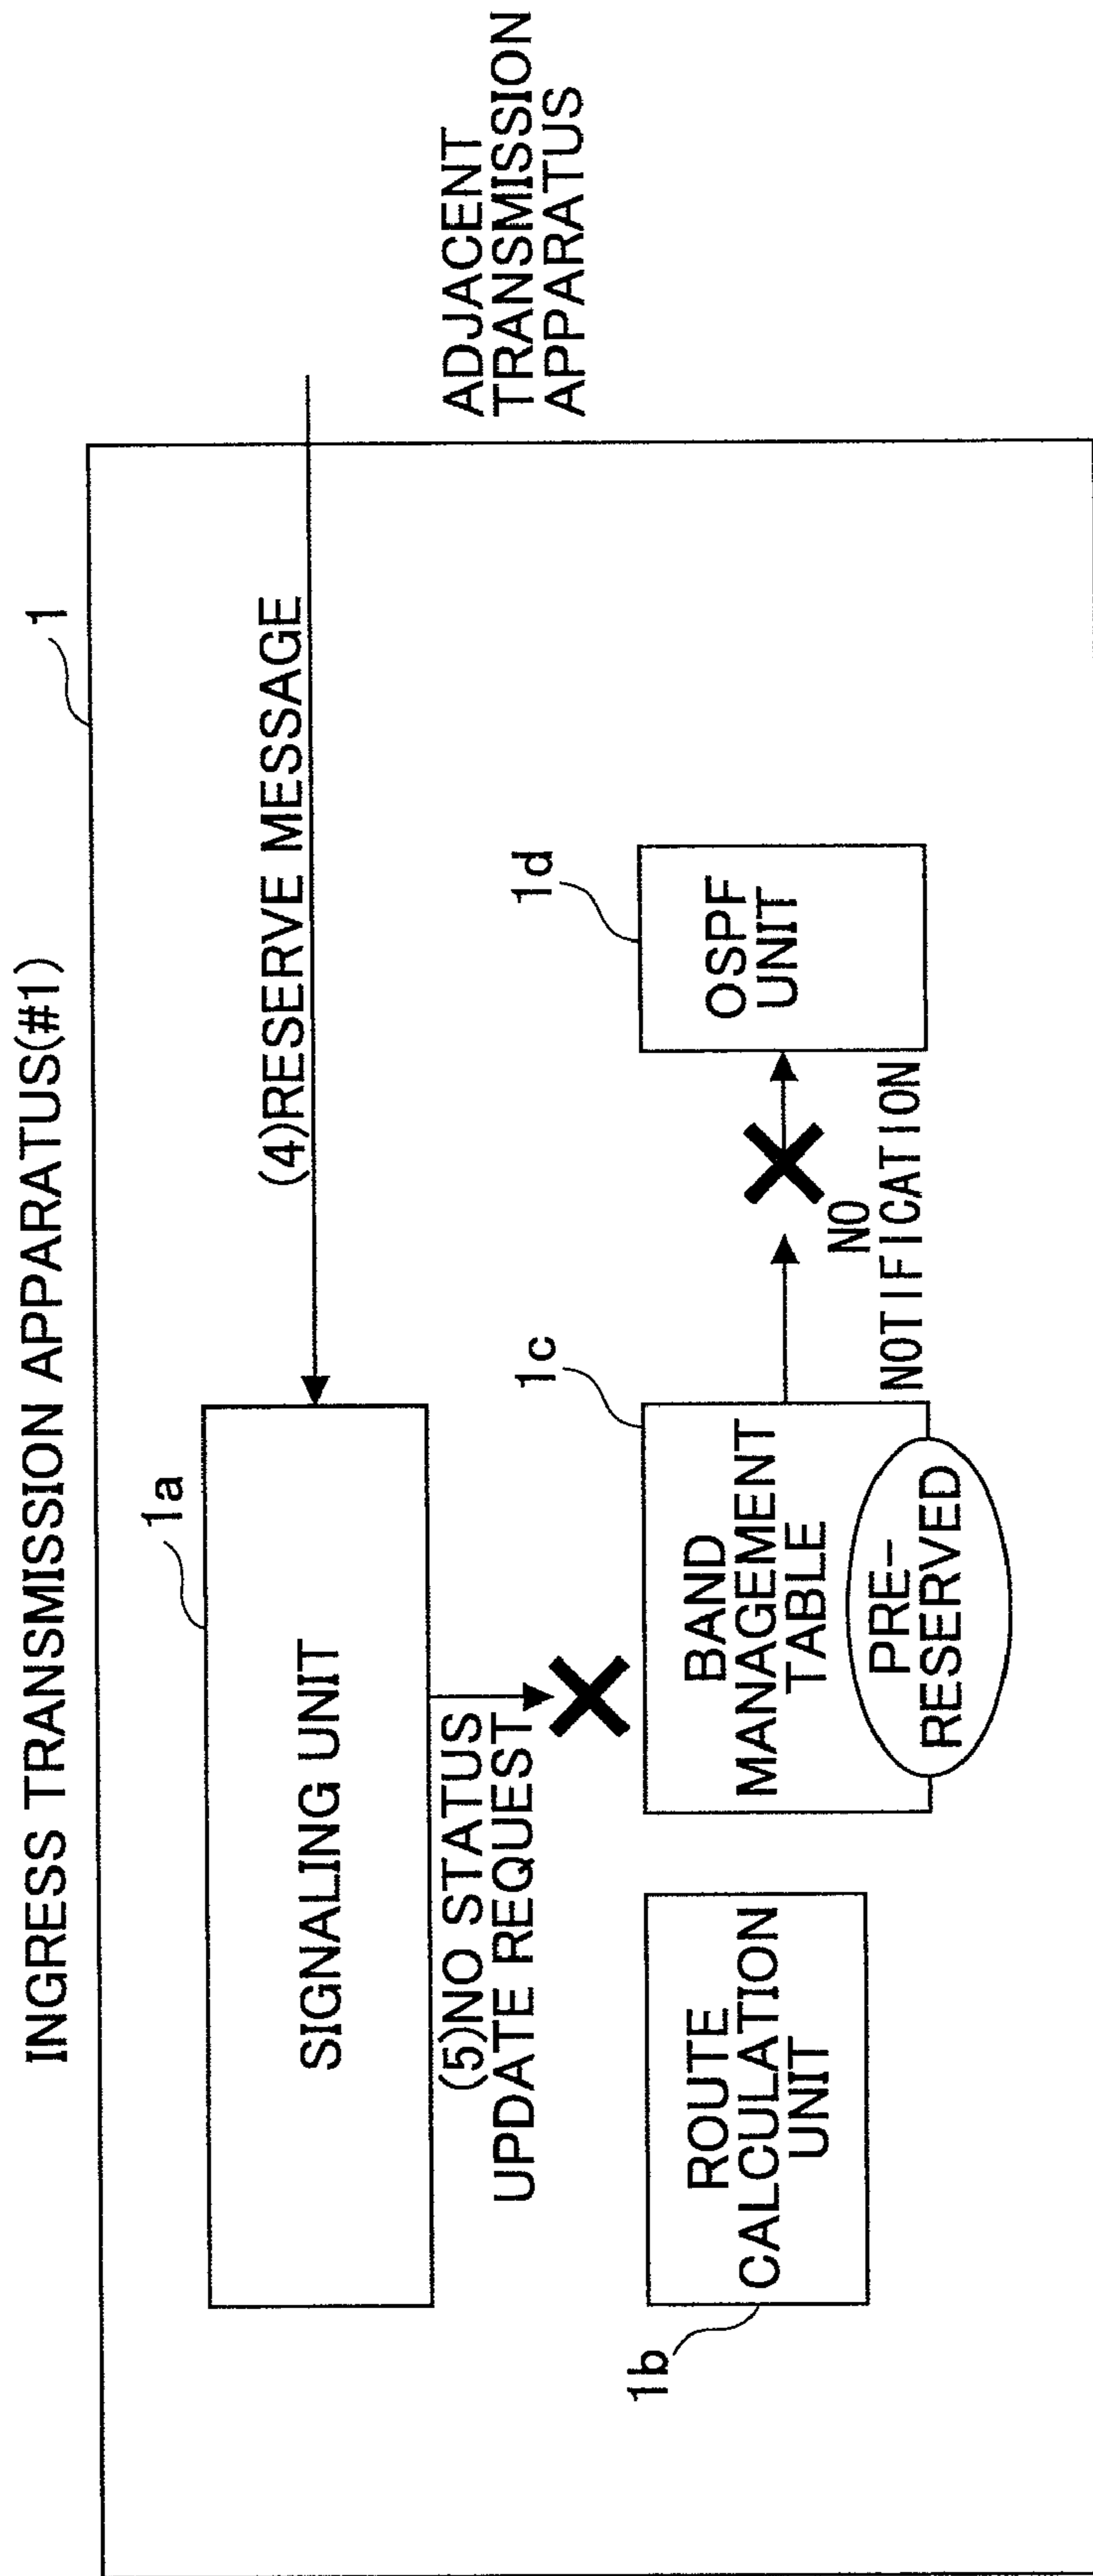 INGRESS TRANSMISSION APPARATUS(#1)
1
1a
SIGNALING UNIT
(4)RESERVE MESSAGE
ADJACENT
TRANSMISSION
APPARATUS
(5)NO STATUS
UPDATE REQUEST
1b
ROUTE
CALCULATION
UNIT
1c
BAND
MANAGEMENT
TABLE
PRE-
RESERVED
NO
NOTIFICATION
1d
OSPF
UNIT